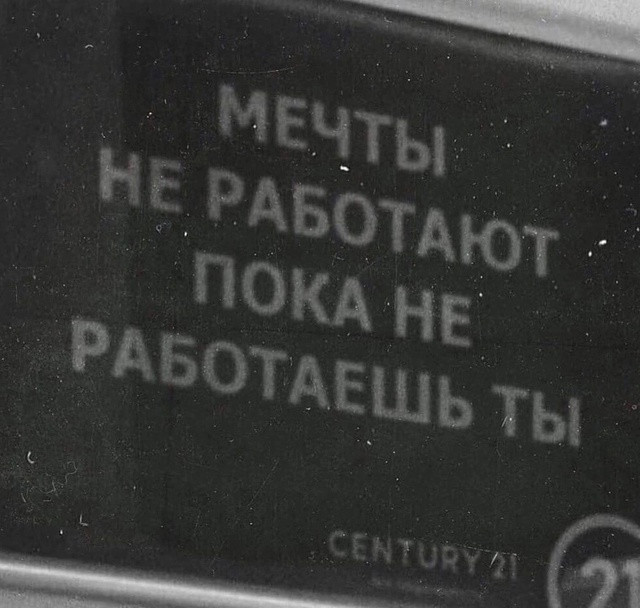 МЕЧТЫ
НЕ РАБОТАЮТ
ПОКА НЕ
РАБОТАЕШЬ ТЫ
CENTURY 21
21